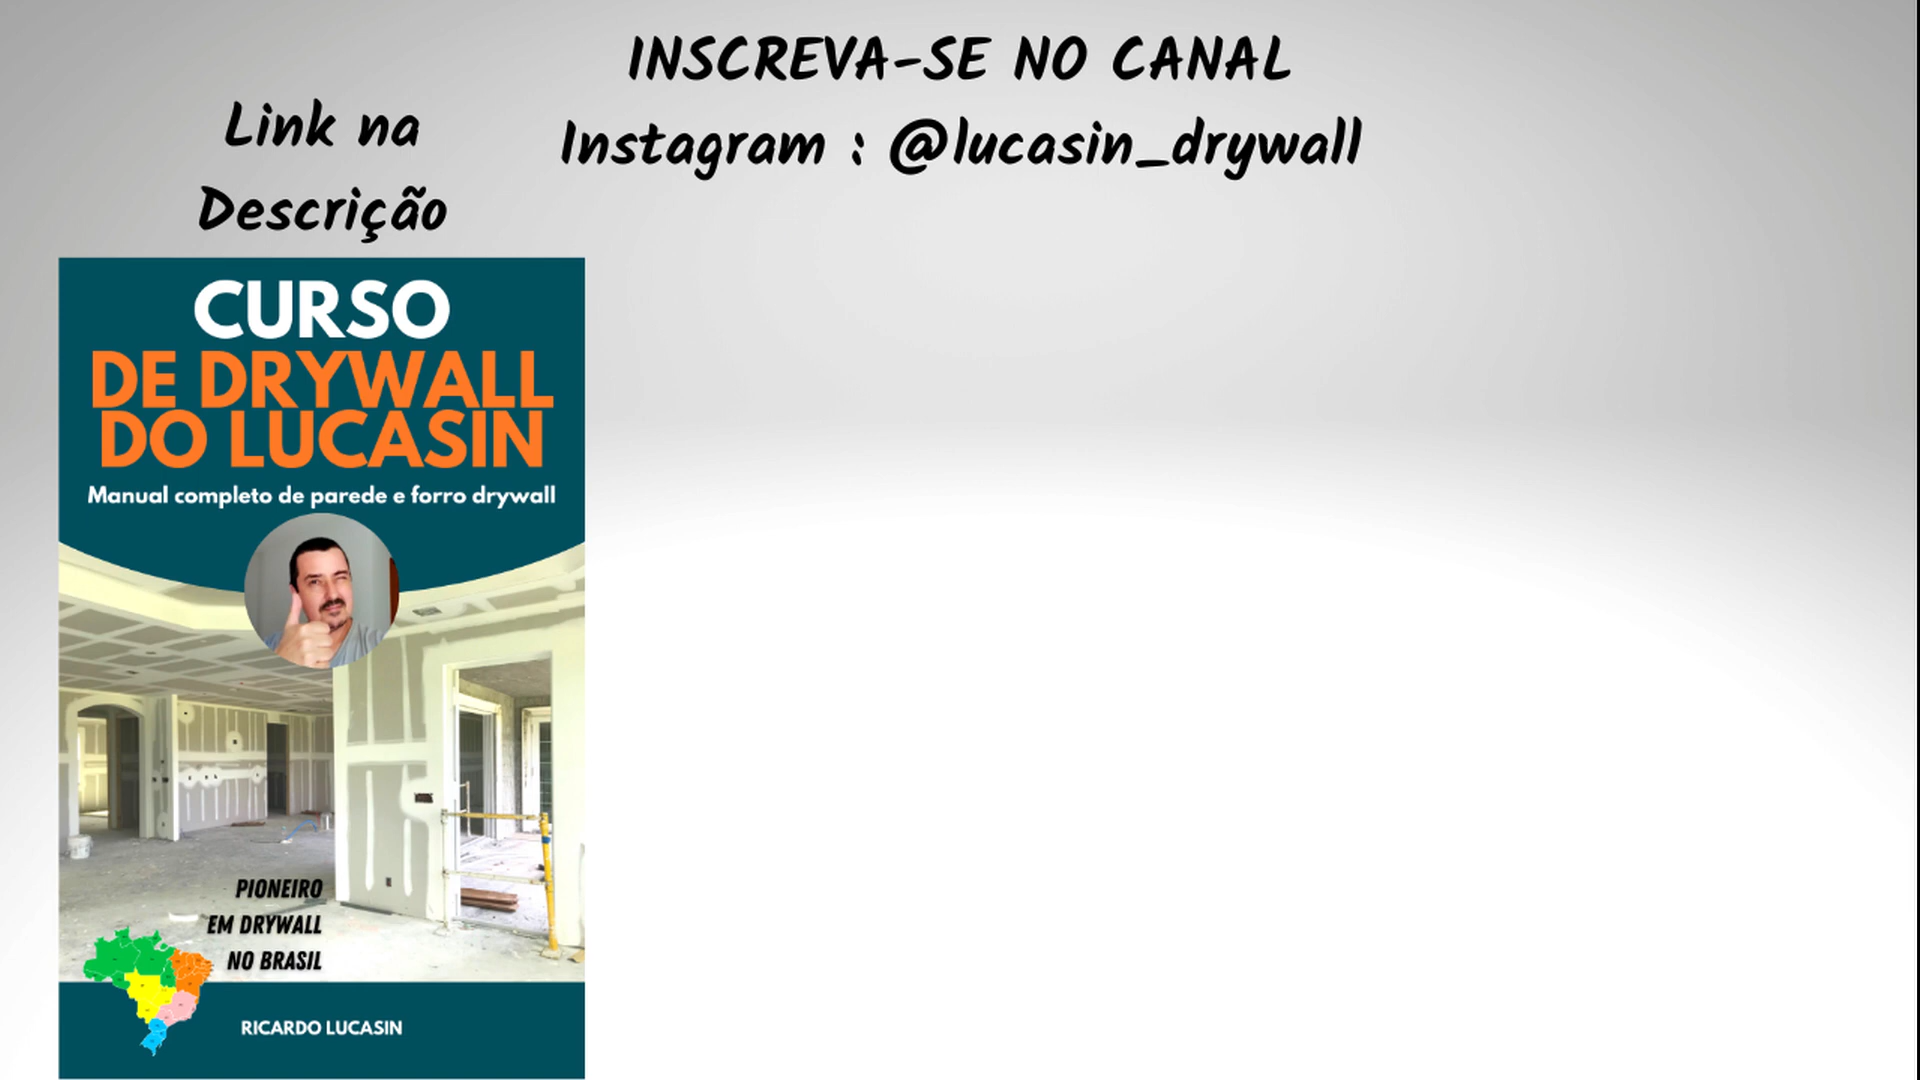 INSCREVA-SE NO CANAL
Instagram : @lucasin_drywall
Link na
Descrição
CURSO
DE DRYWALL
DO LUCASIN
Manual completo de parede e forro drywall
PIONEIRO
EM DRYWALL
NO BRASIL
RICARDO LUCASIN